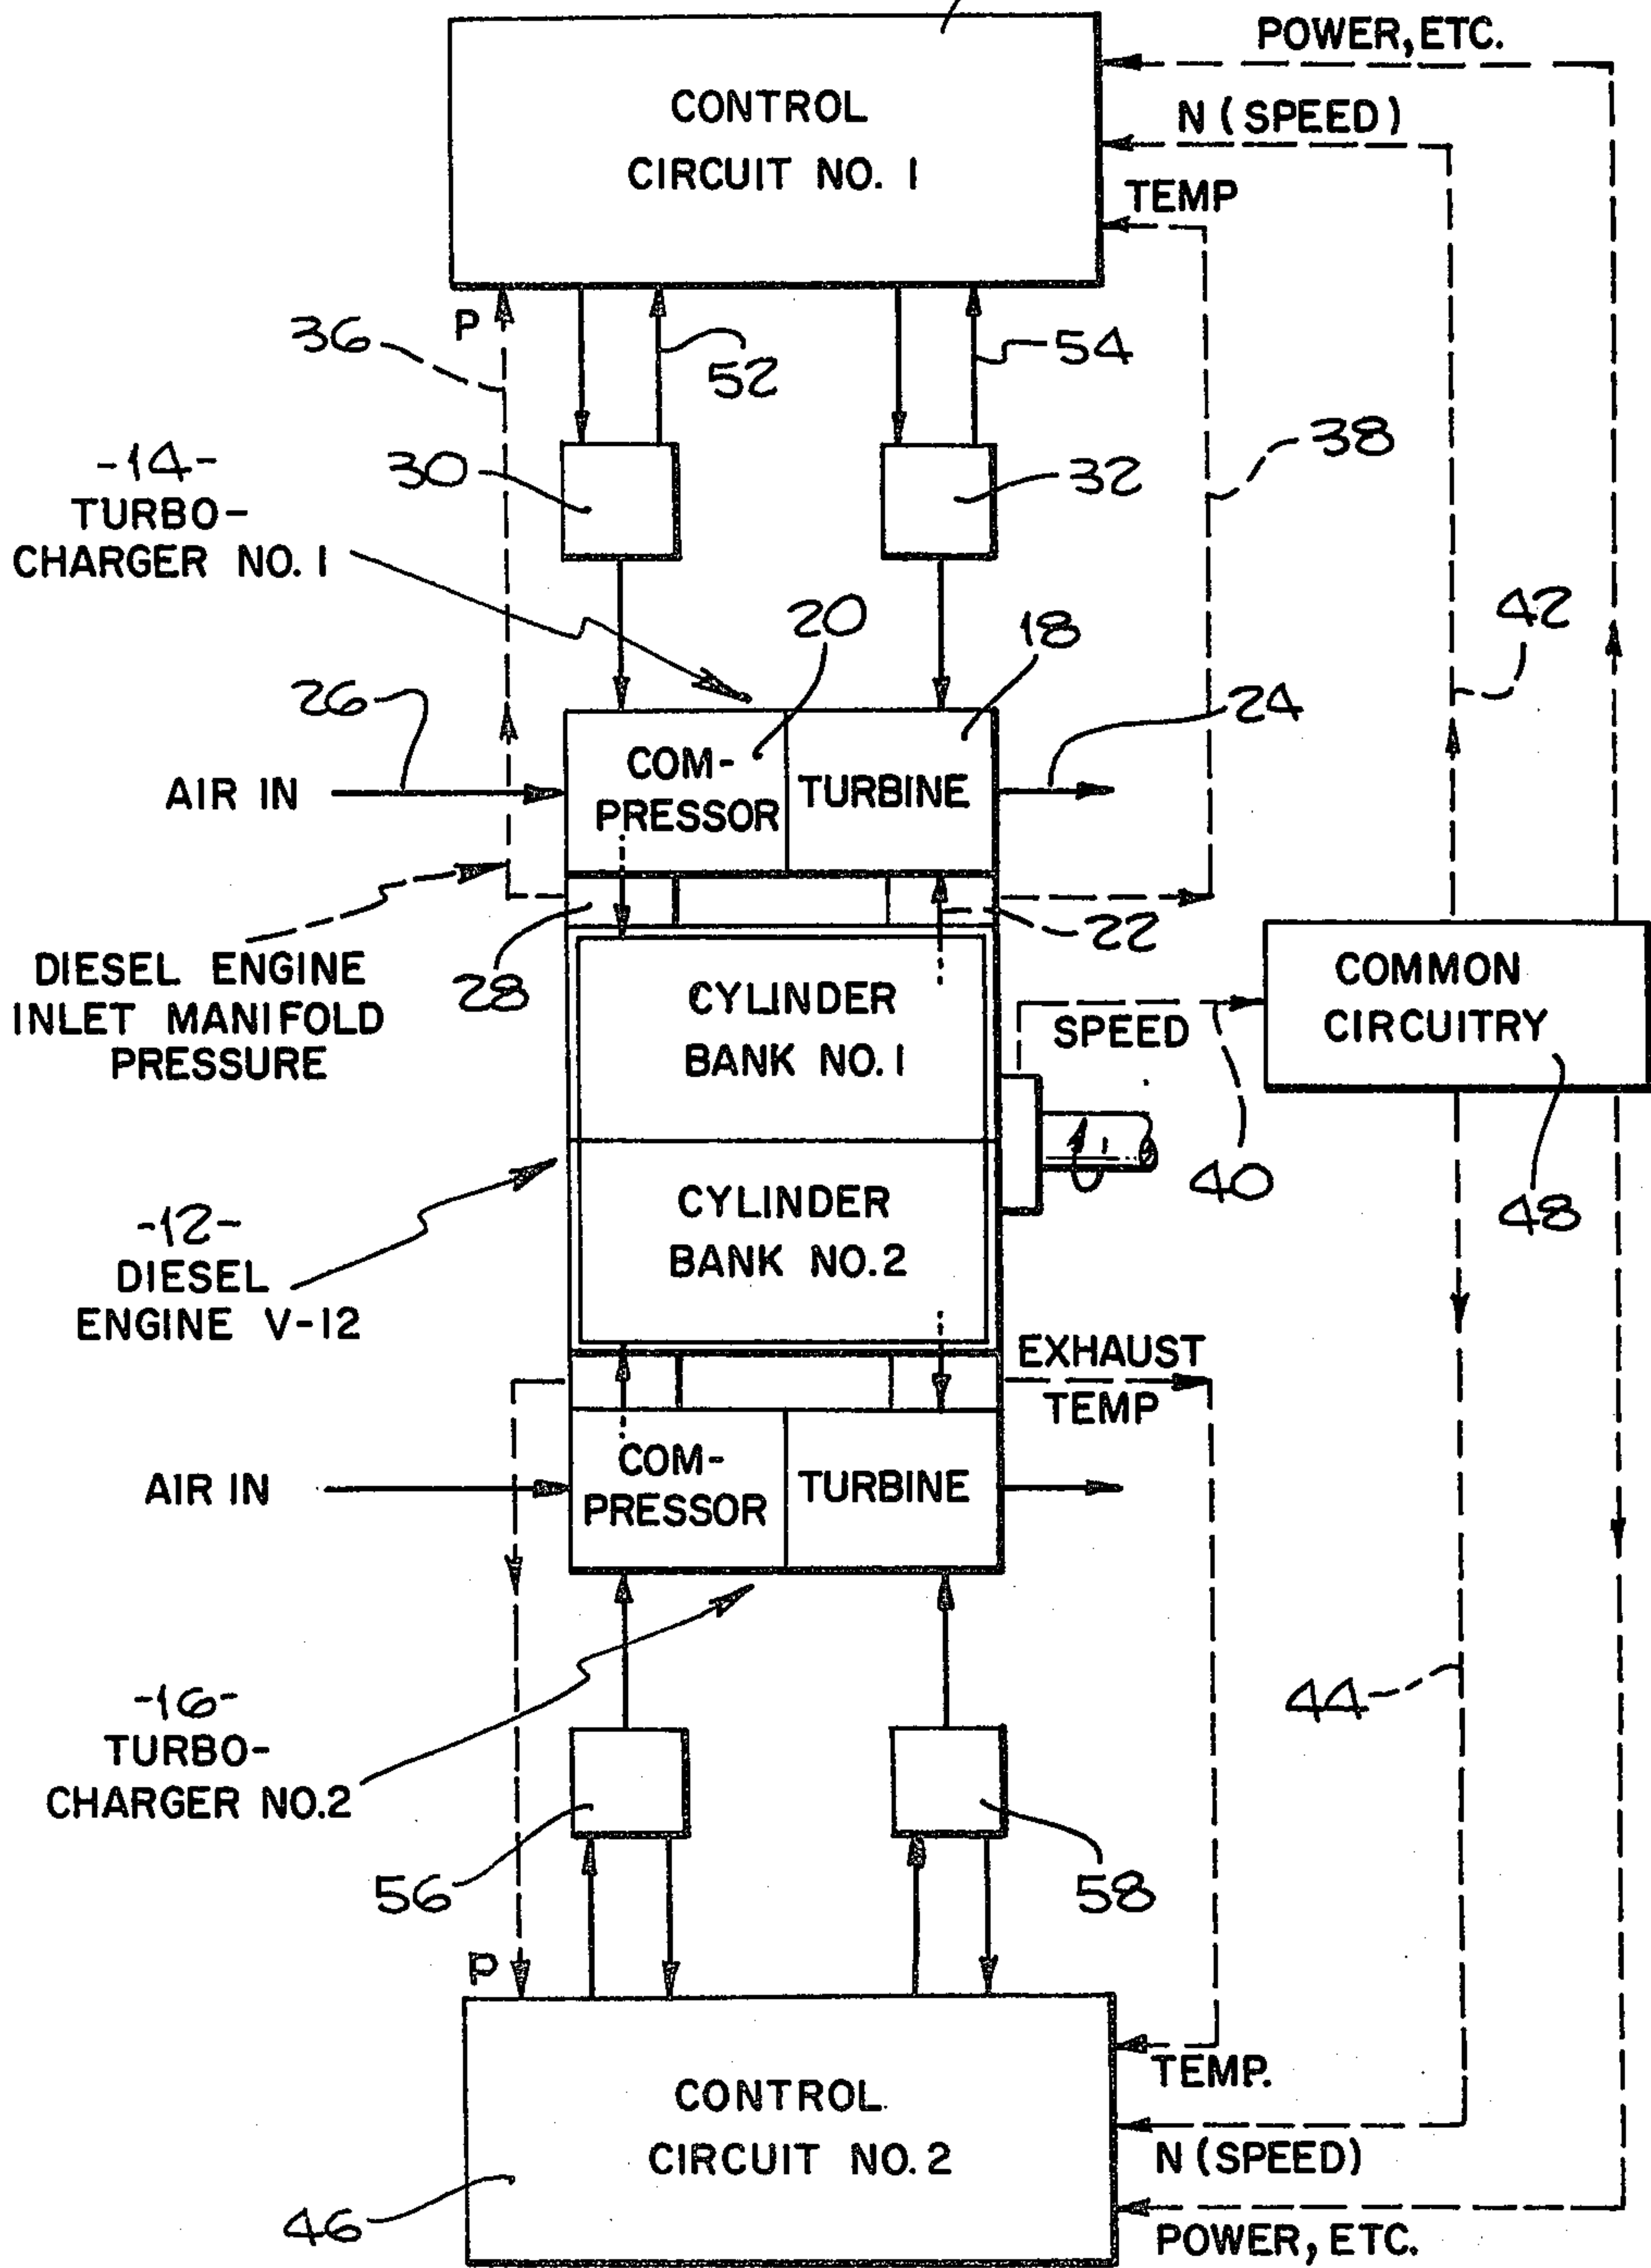 POWER, ETC.
N (SPEED)
CONTROL
CIRCUIT NO. 1
TEMP
P
36
52
54
-14-
TURBO-
CHARGER NO. 1
30
32
38
20
18
42
26
24
AIR IN
COM-
PRESSOR
TURBINE
22
28
DIESEL ENGINE
INLET MANIFOLD
PRESSURE
CYLINDER
BANK NO. 1
SPEED
COMMON
CIRCUITRY
40
48
-12-
DIESEL
ENGINE V-12
CYLINDER
BANK NO. 2
EXHAUST
TEMP
AIR IN
COM-
PRESSOR
TURBINE
-16-
TURBO-
CHARGER NO. 2
44
56
58
P
TEMP.
CONTROL
CIRCUIT NO. 2
N (SPEED)
46
POWER, ETC.